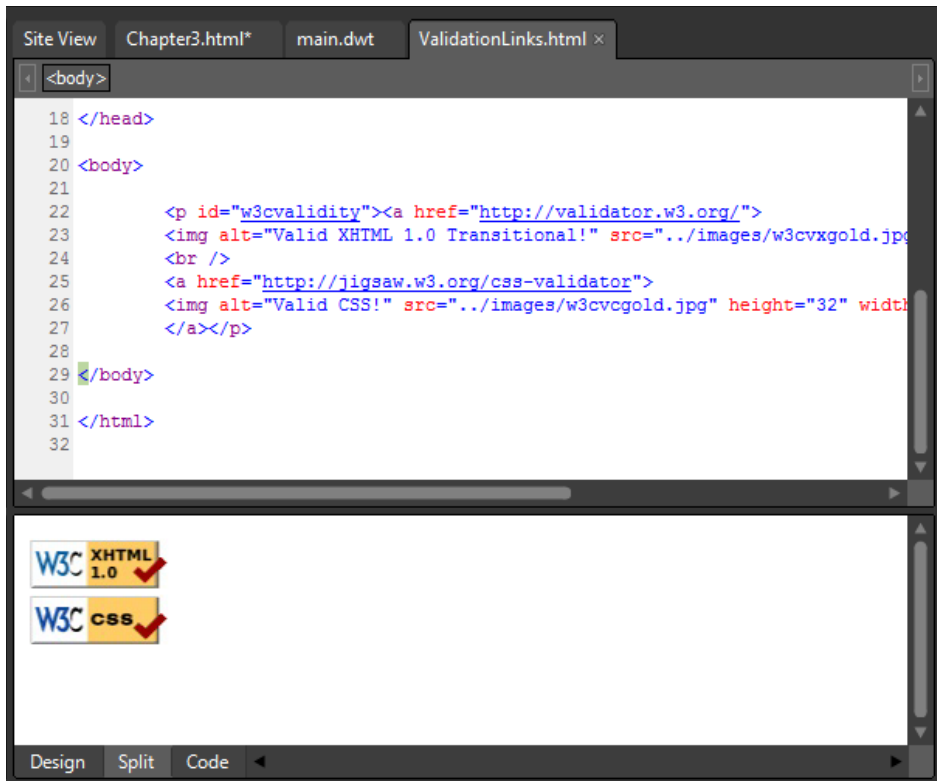 Site View Chapter3.html* main.dwt ValidationLinks.html ×
<body>
18 </head>
19
20 <body>
21
22 <p id="w3cvalidity"><a href="http://validator.w3.org/">
23 <img alt="Valid XHTML 1.0 Transitional!" src="../images/w3cvxgold.jpg
24 <br />
25 <a href="http://jigsaw.w3.org/css-validator">
26 <img alt="Valid CSS!" src="../images/w3cvcgold.jpg" height="32" width
27 </a></p>
28
29 </body>
30
31 </html>
32
W3C XHTML 1.0
W3C css
Design Split Code